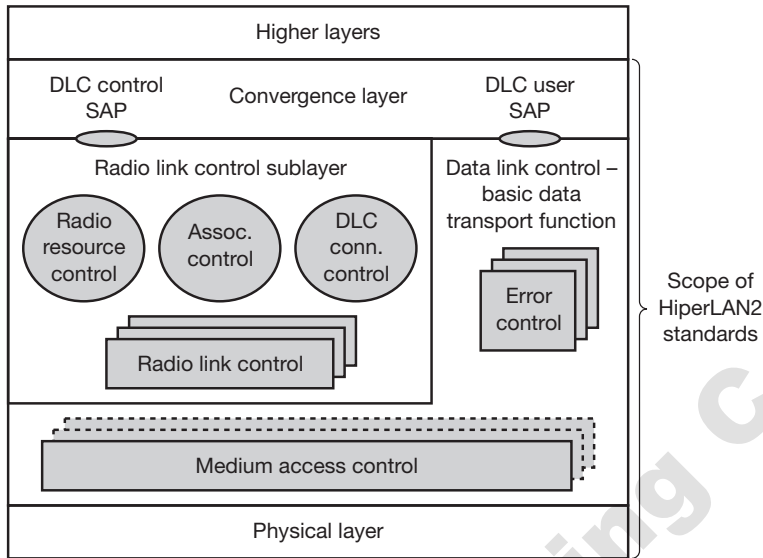 Higher layers
DLC control
SAP
Convergence layer
DLC user
SAP
Radio link control sublayer
Radio
resource
control
Assoc.
control
DLC
conn.
control
Radio link control
Data link control –
basic data
transport function
Error
control
Medium access control
Physical layer
Scope of
HiperLAN2
standards
ing C